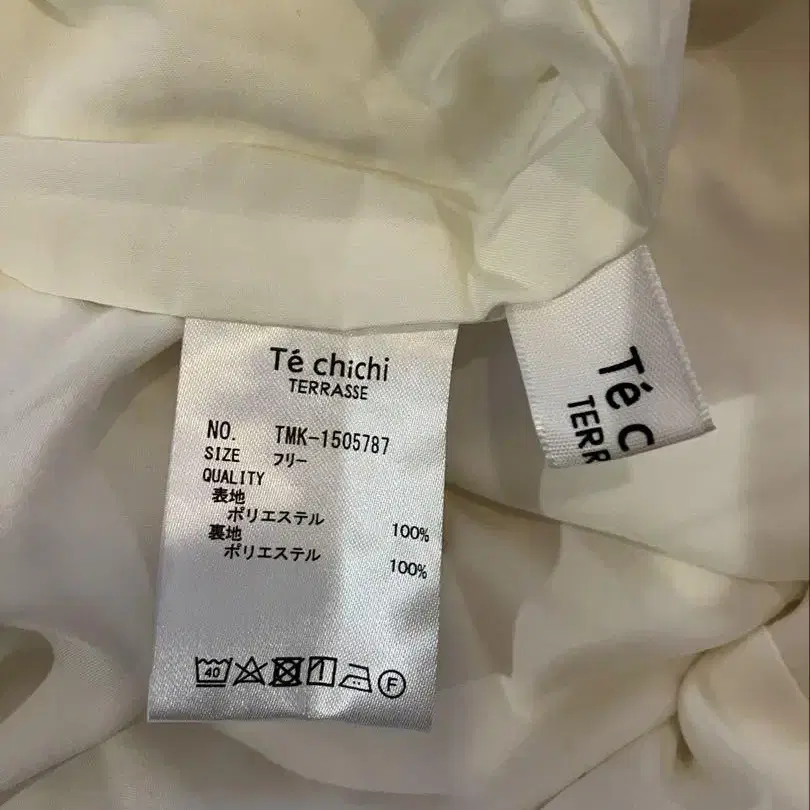 Té chichi
TERRASSE
NO. TMK-1505787
SIZE フリー
QUALITY
表地
ポリエステル 100%
裏地
ポリエステル 100%
40
F
Té C
TERR